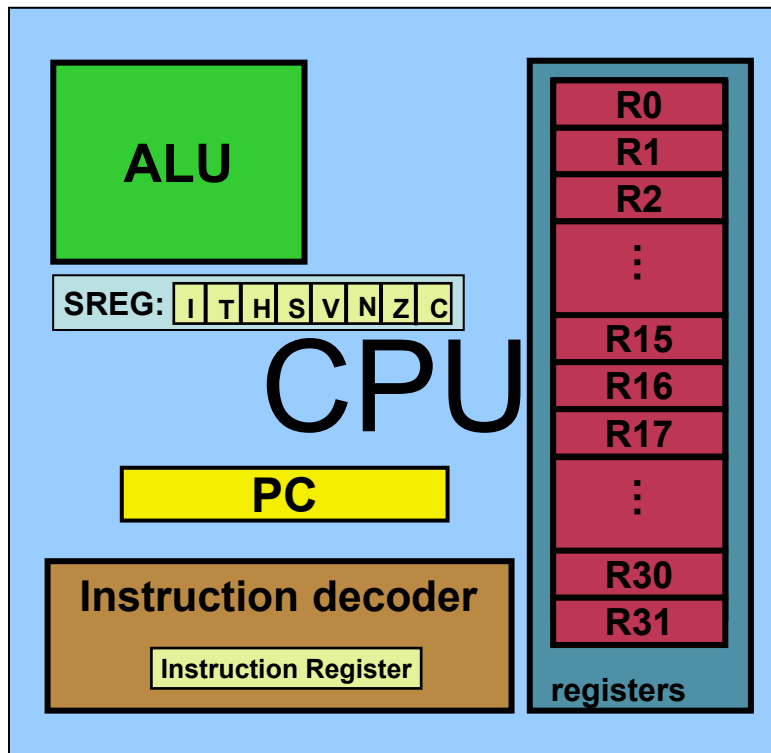 ALU
SREG: I T H S V N Z C
CPU
PC
Instruction decoder
Instruction Register
R0
R1
R2
⋮
R15
R16
R17
⋮
R30
R31
registers